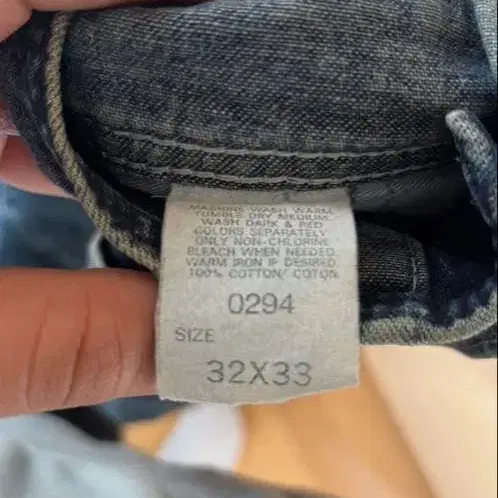 MACHINE WASH WARM
TUMBLE DRY MEDIUM.
WASH DARK & RED
COLORS SEPARATELY
ONLY NON-CHLORINE
BLEACH WHEN NEEDED.
WARM IRON IF DESIRED.
100% COTTON/ COTON
0294
SIZE
32X33